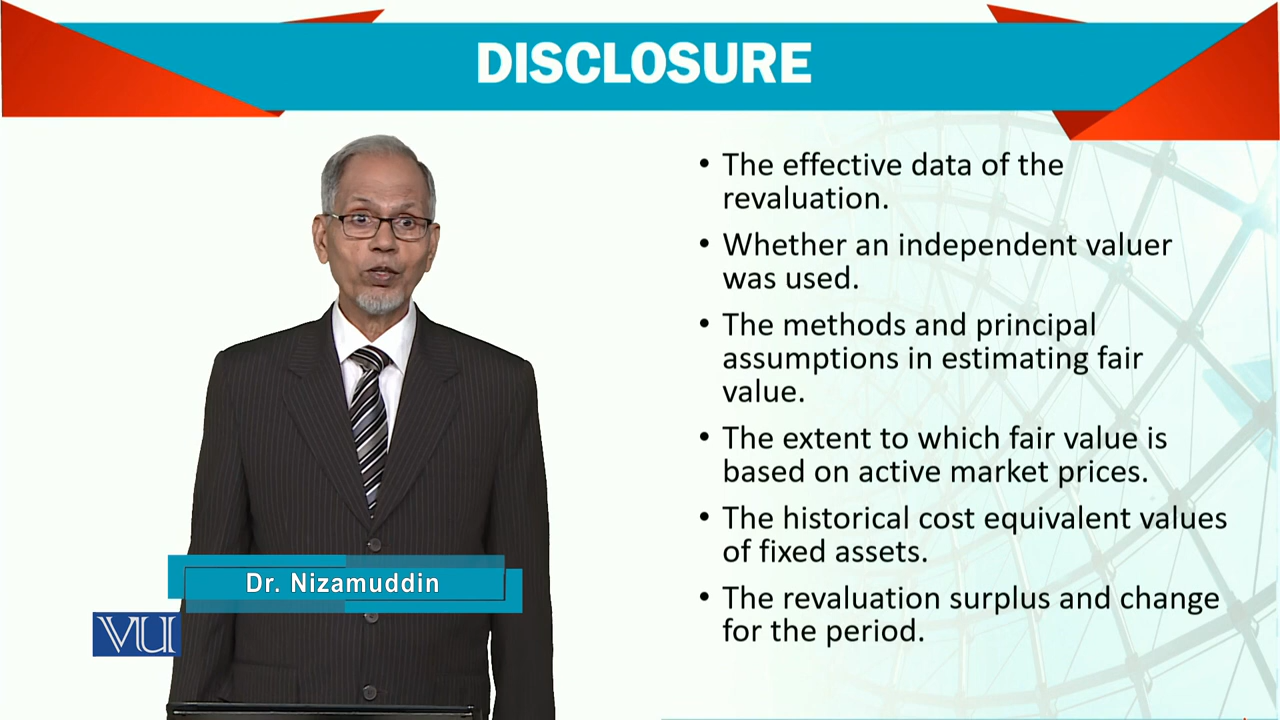 DISCLOSURE
• The effective data of the
revaluation.
• Whether an independent valuer
was used.
• The methods and principal
assumptions in estimating fair
value.
• The extent to which fair value is
based on active market prices.
• The historical cost equivalent values
of fixed assets.
• The revaluation surplus and change
for the period.
Dr. Nizamuddin
VU